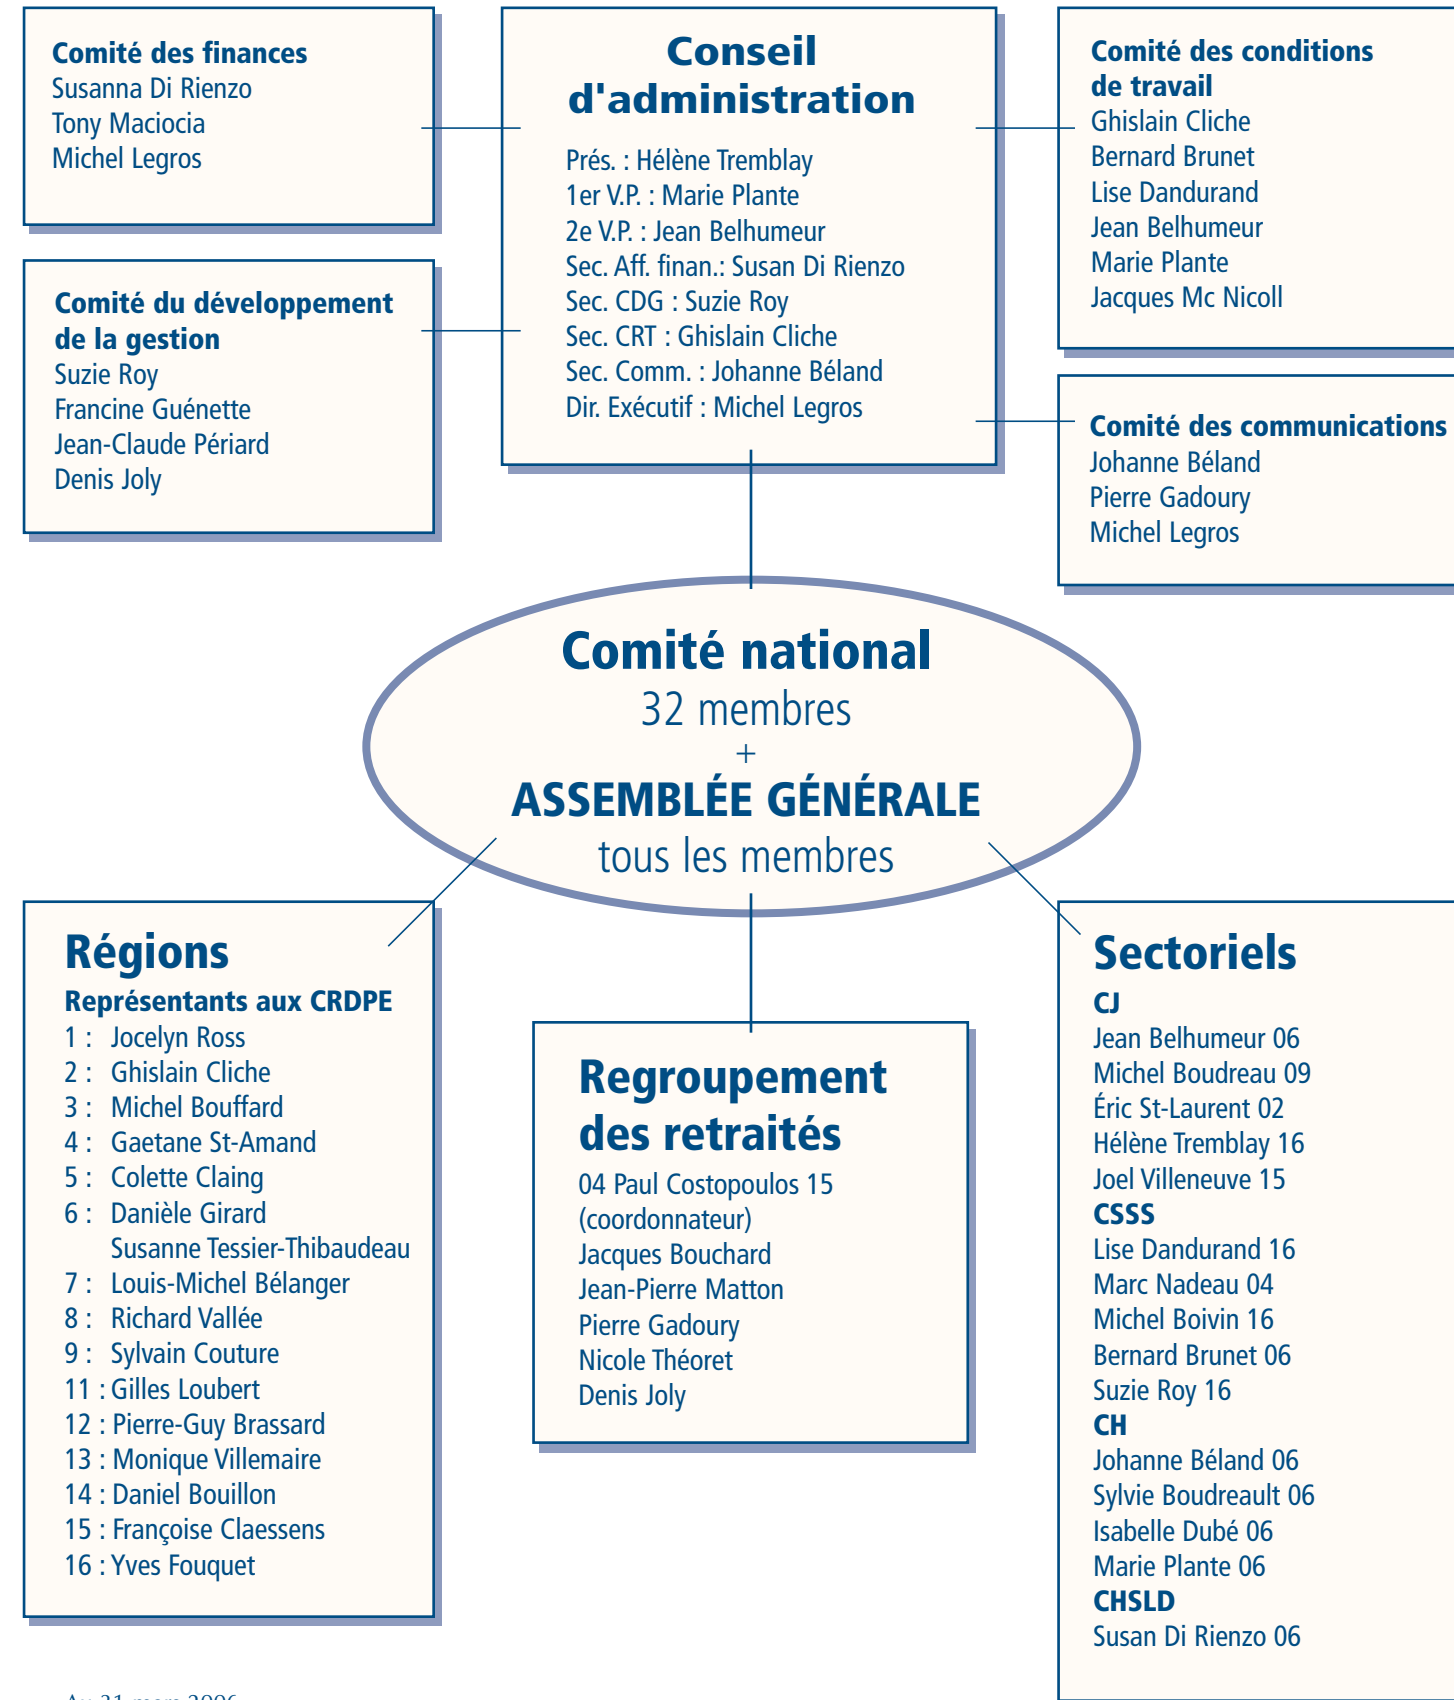 Comité des finances
Susanna Di Rienzo
Tony Maciocia
Michel Legros
Comité du développement
de la gestion
Suzie Roy
Francine Guénette
Jean-Claude Périard
Denis Joly
Conseil
d'administration
Prés. : Hélène Tremblay
1er V.P. : Marie Plante
2e V.P. : Jean Belhumeur
Sec. Aff. finan.: Susan Di Rienzo
Sec. CDG : Suzie Roy
Sec. CRT : Ghislain Cliche
Sec. Comm. : Johanne Béland
Dir. Exécutif : Michel Legros
Comité des conditions
de travail
Ghislain Cliche
Bernard Brunet
Lise Dandurand
Jean Belhumeur
Marie Plante
Jacques Mc Nicoll
Comité des communications
Johanne Béland
Pierre Gadoury
Michel Legros
Comité national
32 membres
+
ASSEMBLÉE GÉNÉRALE
tous les membres
Régions
Représentants aux CRDPE
1 : Jocelyn Ross
2 : Ghislain Cliche
3 : Michel Bouffard
4 : Gaetane St-Amand
5 : Colette Claing
6 : Danièle Girard
Susanne Tessier-Thibaudeau
7 : Louis-Michel Bélanger
8 : Richard Vallée
9 : Sylvain Couture
11 : Gilles Loubert
12 : Pierre-Guy Brassard
13 : Monique Villemaire
14 : Daniel Bouillon
15 : Françoise Claessens
16 : Yves Fouquet
Regroupement
des retraités
04 Paul Costopoulos 15
(coordonnateur)
Jacques Bouchard
Jean-Pierre Matton
Pierre Gadoury
Nicole Théoret
Denis Joly
Sectoriels
CJ
Jean Belhumeur 06
Michel Boudreau 09
Éric St-Laurent 02
Hélène Tremblay 16
Joel Villeneuve 15
CSSS
Lise Dandurand 16
Marc Nadeau 04
Michel Boivin 16
Bernard Brunet 06
Suzie Roy 16
CH
Johanne Béland 06
Sylvie Boudreault 06
Isabelle Dubé 06
Marie Plante 06
CHSLD
Susan Di Rienzo 06
Au 31 mars 2006